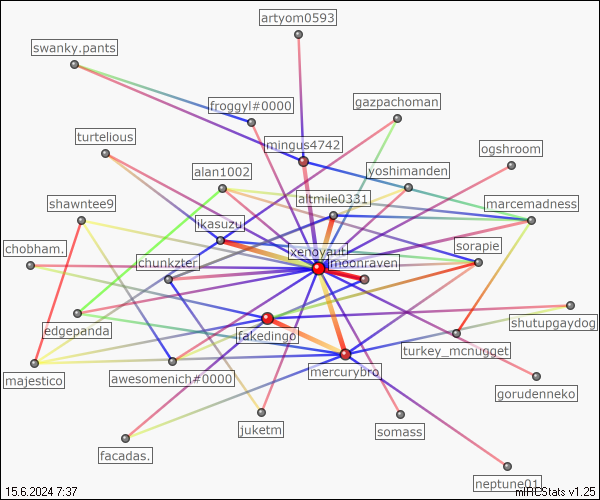 artyom0593
swanky.pants
froggyl#0000
gazpachoman
turtelious
mingus4742
ogshroom
alan1002
yoshimanden
shawntee9
altmile0331
marcemadness
ikasuzu
chobham.
xenoyaut
sorapie
chunkzter
moonraven
edgepanda
fakedingo
shutupgaydog
turkey_mcnugget
majestico
awesomenich#0000
mercurybro
gorudenneko
juketm
somass
facadas.
neptune01
15.6.2024 7:37
mIRCStats v1.25